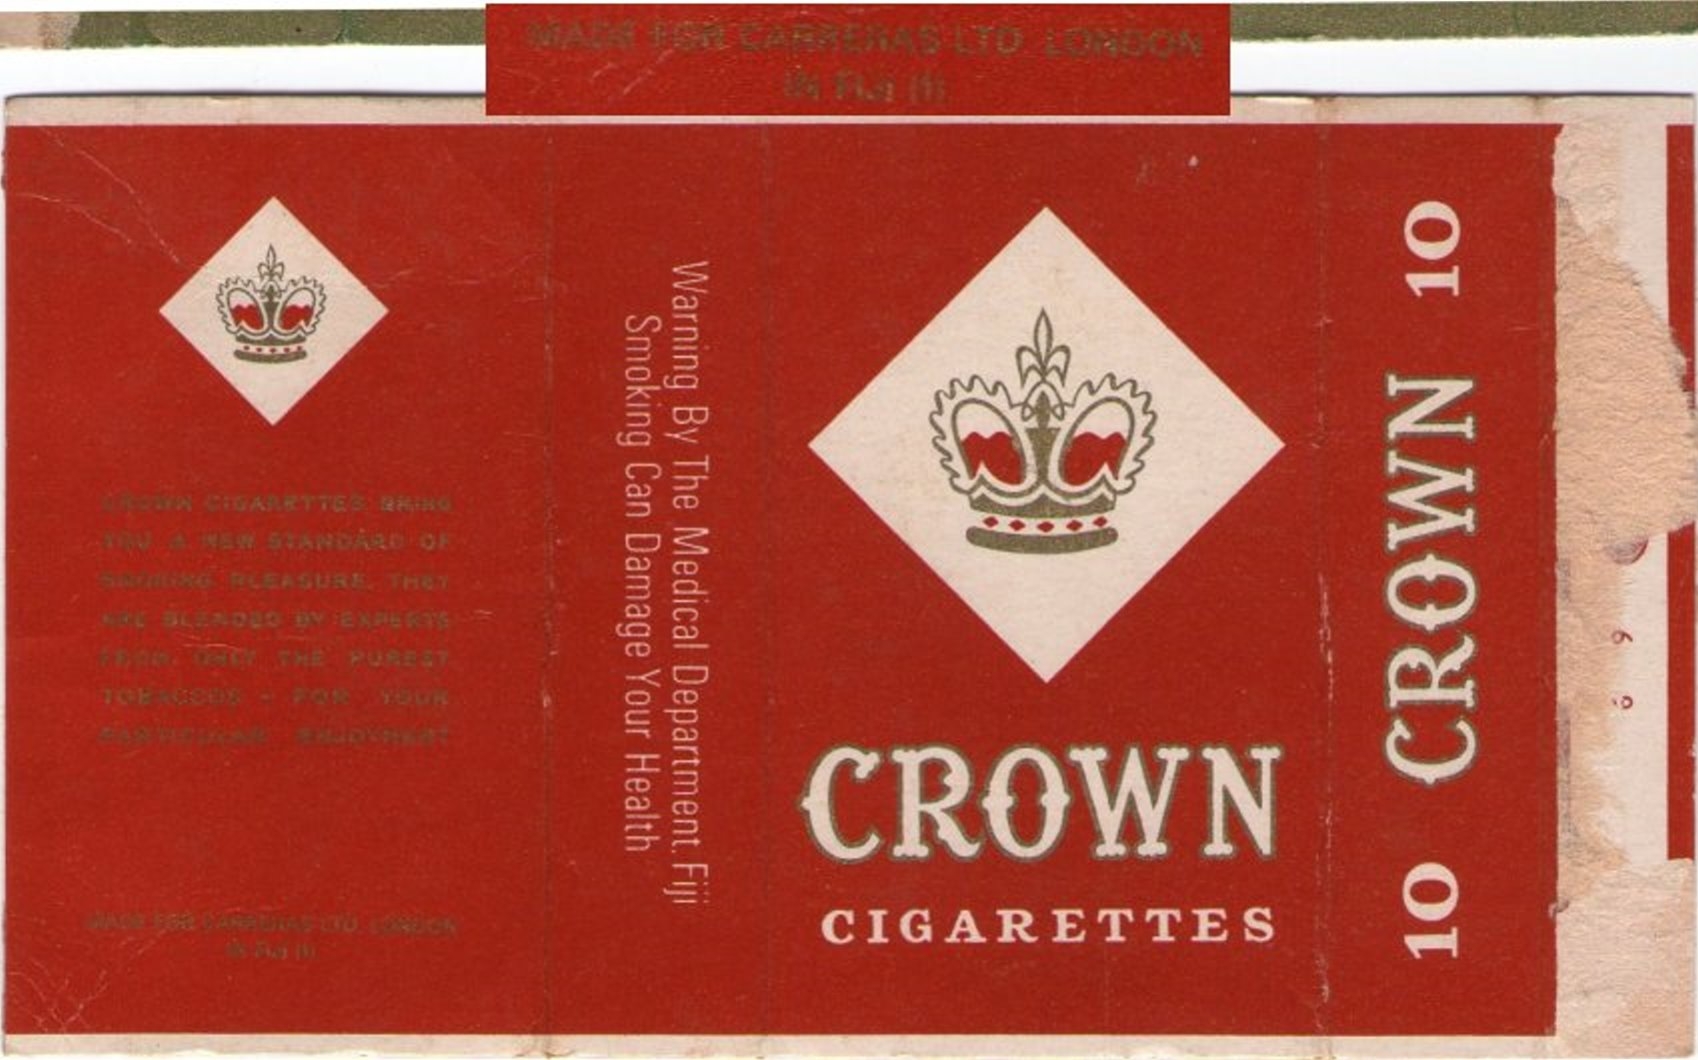 MADE FOR CARRERAS LTD. LONDON
IN FIJI (1)
CROWN CIGARETTES BRING
YOU A NEW STANDARD OF
SMOKING PLEASURE. THEY
ARE BLENDED BY EXPERTS
FROM ONLY THE PUREST
TOBACCOS - FOR YOUR
PARTICULAR ENJOYMENT
MADE FOR CARRERAS LTD. LONDON
IN FIJI (1)
Warning By The Medical Department. Fiji
Smoking Can Damage Your Health
CROWN
CIGARETTES
10 CROWN 10